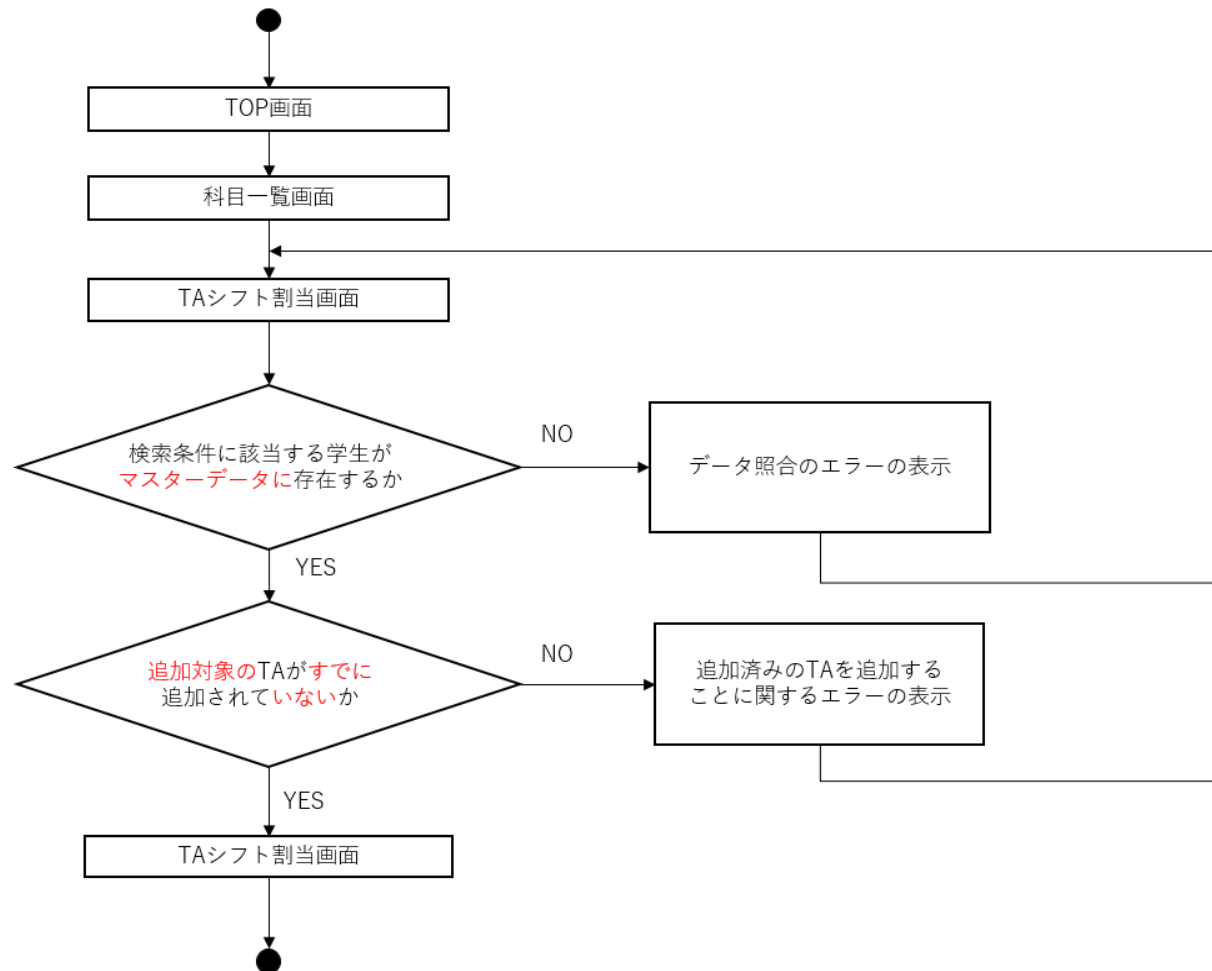 TOP画面
科目一覧画面
TAシフト割当画面
検索条件に該当する学生が
マスターデータに存在するか
NO
データ照合のエラーの表示
YES
追加対象のTAがすでに
追加されていないか
NO
追加済みのTAを追加する
ことに関するエラーの表示
YES
TAシフト割当画面